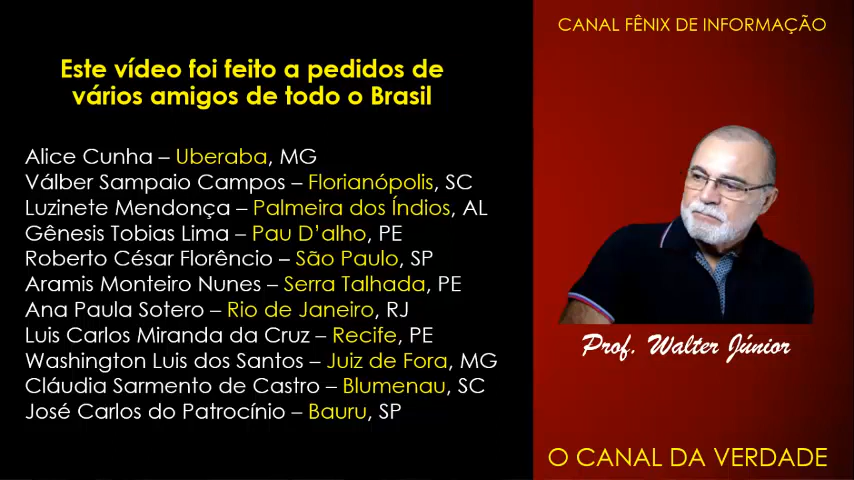 CANAL FÊNIX DE INFORMAÇÃO
Este vídeo foi feito a pedidos de
vários amigos de todo o Brasil
Alice Cunha – Uberaba, MG
Válber Sampaio Campos – Florianópolis, SC
Luzinete Mendonça – Palmeira dos Índios, AL
Gênesis Tobias Lima – Pau D'alho, PE
Roberto César Florêncio – São Paulo, SP
Aramis Monteiro Nunes – Serra Talhada, PE
Ana Paula Sotero – Rio de Janeiro, RJ
Luis Carlos Miranda da Cruz – Recife, PE
Washington Luis dos Santos – Juiz de Fora, MG
Cláudia Sarmento de Castro – Blumenau, SC
José Carlos do Patrocínio – Bauru, SP
Prof. Walter Júnior
O CANAL DA VERDADE